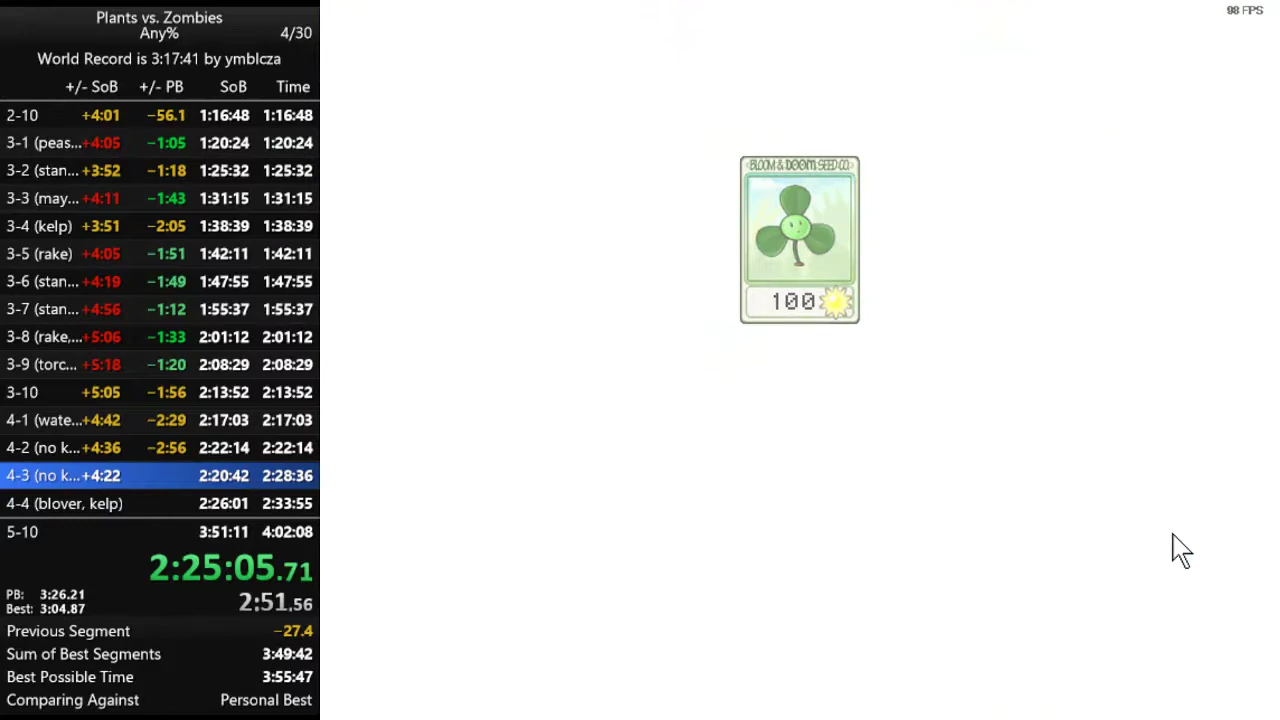 Plants vs. Zombies
Any% 4/30
World Record is 3:17:41 by ymblcza
+/- SoB +/- PB SoB Time
2-10 +4:01 −56.1 1:16:48 1:16:48
3-1 (peas... +4:05 −1:05 1:20:24 1:20:24
3-2 (stan... +3:52 −1:18 1:25:32 1:25:32
3-3 (may... +4:11 −1:43 1:31:15 1:31:15
3-4 (kelp) +3:51 −2:05 1:38:39 1:38:39
3-5 (rake) +4:05 −1:51 1:42:11 1:42:11
3-6 (stan... +4:19 −1:49 1:47:55 1:47:55
3-7 (stan... +4:56 −1:12 1:55:37 1:55:37
3-8 (rake,... +5:06 −1:33 2:01:12 2:01:12
3-9 (torc... +5:18 −1:20 2:08:29 2:08:29
3-10 +5:05 −1:56 2:13:52 2:13:52
4-1 (wate... +4:42 −2:29 2:17:03 2:17:03
4-2 (no k... +4:36 −2:56 2:22:14 2:22:14
4-3 (no k... +4:22 2:20:42 2:28:36
4-4 (blover, kelp) 2:26:01 2:33:55
5-10 3:51:11 4:02:08
2:25:05.71
PB: 3:26.21
Best: 3:04.87
2:51.56
Previous Segment −27.4
Sum of Best Segments 3:49:42
Best Possible Time 3:55:47
Comparing Against Personal Best
98 FPS
BLOOM & DOOM SEED CO.
100